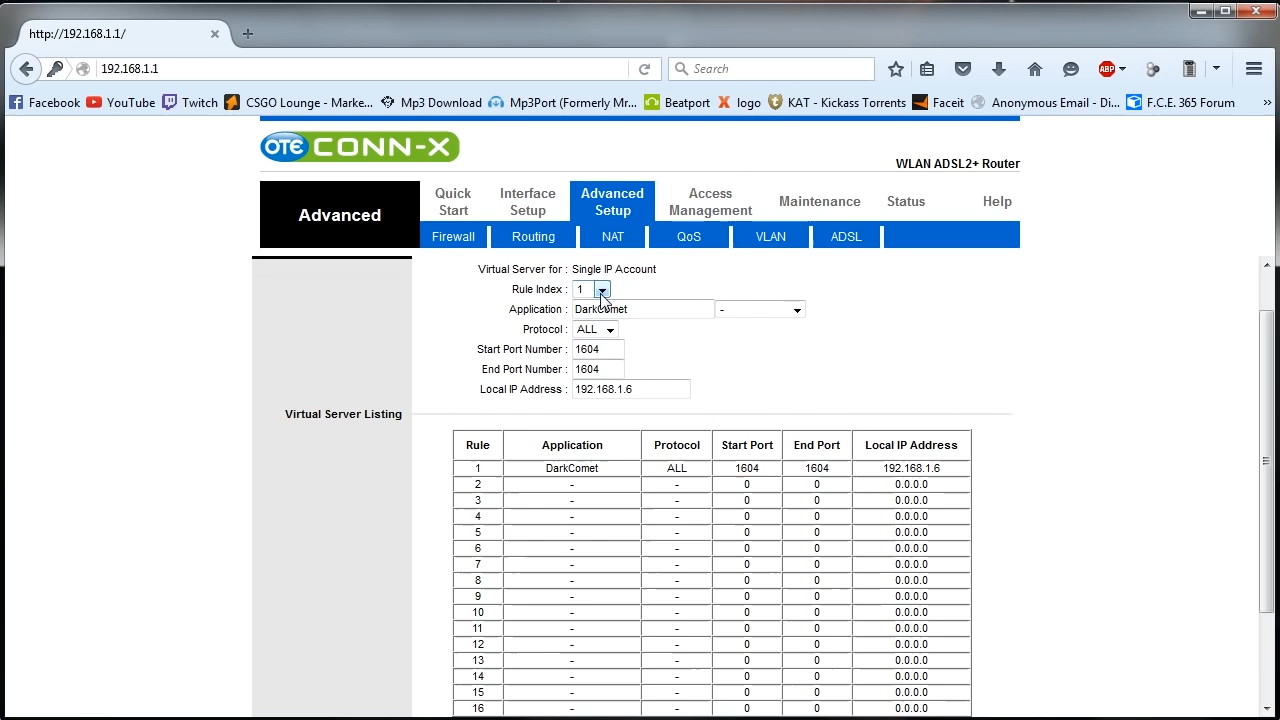 http://192.168.1.1/
192.168.1.1
Search
ABP
Facebook YouTube Twitch CSGO Lounge - Marke... Mp3 Download Mp3Port (Formerly Mr... Beatport logo KAT - Kickass Torrents Faceit Anonymous Email - Di... F.C.E. 365 Forum »
OTE CONN-X
WLAN ADSL2+ Router
Advanced
Quick Start Interface Setup Advanced Setup Access Management Maintenance Status Help
Firewall Routing NAT QoS VLAN ADSL
Virtual Server for : Single IP Account
Rule Index : 1
Application : DarkComet -
Protocol : ALL
Start Port Number : 1604
End Port Number : 1604
Local IP Address : 192.168.1.6
Virtual Server Listing
Rule Application Protocol Start Port End Port Local IP Address
1 DarkComet ALL 1604 1604 192.168.1.6
2 - - 0 0 0.0.0.0
3 - - 0 0 0.0.0.0
4 - - 0 0 0.0.0.0
5 - - 0 0 0.0.0.0
6 - - 0 0 0.0.0.0
7 - - 0 0 0.0.0.0
8 - - 0 0 0.0.0.0
9 - - 0 0 0.0.0.0
10 - - 0 0 0.0.0.0
11 - - 0 0 0.0.0.0
12 - - 0 0 0.0.0.0
13 - - 0 0 0.0.0.0
14 - - 0 0 0.0.0.0
15 - - 0 0 0.0.0.0
16 - - 0 0 0.0.0.0